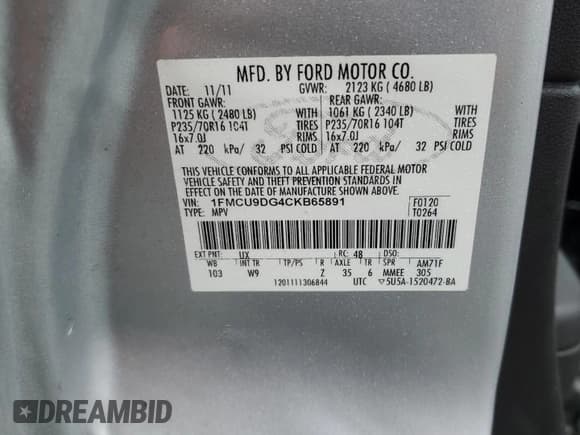 MFD. BY FORD MOTOR CO.
DATE: 11/11 GVWR: 2123 KG ( 4680 LB)
FRONT GAWR: REAR GAWR:
1125 KG ( 2480 LB) WITH 1061 KG ( 2340 LB) WITH
P235/70R16 104T TIRES P235/70R16 104T TIRES
16x7.0J RIMS 16x7.0J RIMS
AT 220 kPa/ 32 PSI COLD AT 220 kPa/ 32 PSI COLD
THIS VEHICLE CONFORMS TO ALL APPLICABLE FEDERAL MOTOR
VEHICLE SAFETY AND THEFT PREVENTION STANDARDS IN
EFFECT ON THE DATE OF MANUFACTURE SHOWN ABOVE.
VIN: 1FMCU9DG4CKB65891 F0120
TYPE: MPV T0264
EXT PNT: UX RC: 48 DSO:
WB INT TR TP/PS R AXLE TR SPR AM71F
103 W9 Z 35 6 MMEE 305
1201111306844 UTC ▽5U5A-1520472-BA
DREAMBID